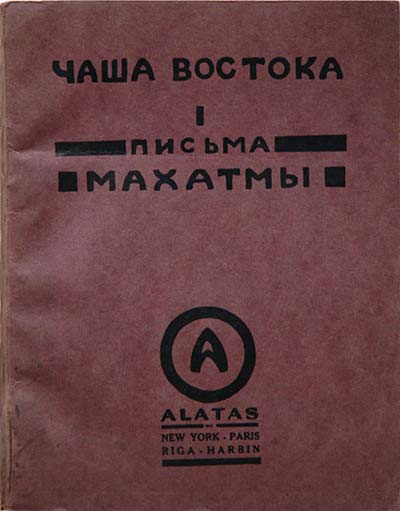 ЧАША ВОСТОКА
I
ПИСЬМА
МАХАТМЫ
A
ALATAS
NEW YORK - PARIS
RIGA - HARBIN